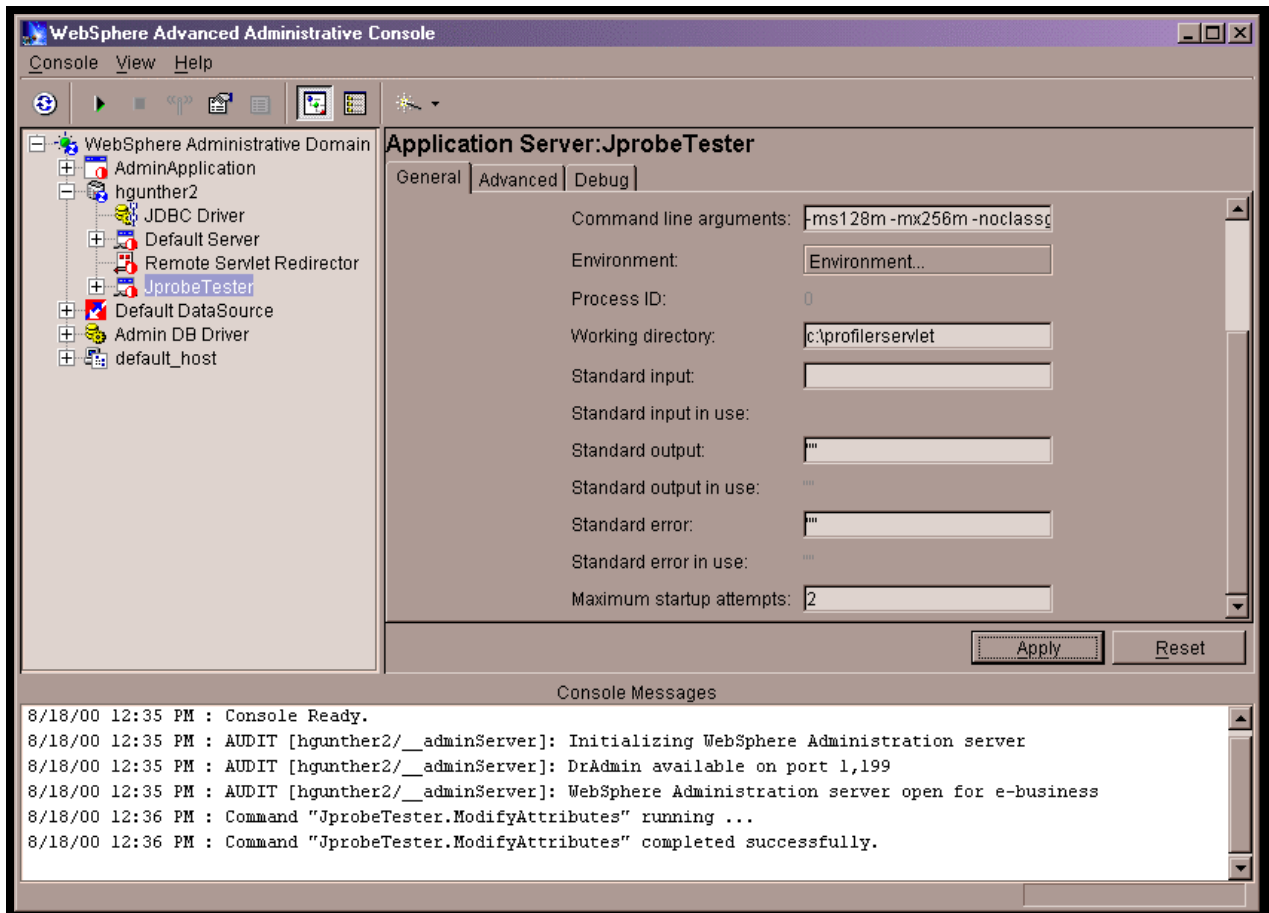 WebSphere Advanced Administrative Console
Console View Help
WebSphere Administrative Domain
AdminApplication
hgunther2
JDBC Driver
Default Server
Remote Servlet Redirector
JprobeTester
Default DataSource
Admin DB Driver
default_host
Application Server:JprobeTester
General Advanced Debug
Command line arguments: -ms128m -mx256m -noclassg
Environment: Environment...
Process ID: 0
Working directory: c:\profilerservlet
Standard input:
Standard input in use:
Standard output: ""
Standard output in use: ""
Standard error: ""
Standard error in use: ""
Maximum startup attempts: 2
Apply Reset
Console Messages
8/18/00 12:35 PM : Console Ready.
8/18/00 12:35 PM : AUDIT [hgunther2/__adminServer]: Initializing WebSphere Administration server
8/18/00 12:35 PM : AUDIT [hgunther2/__adminServer]: DrAdmin available on port 1,199
8/18/00 12:35 PM : AUDIT [hgunther2/__adminServer]: WebSphere Administration server open for e-business
8/18/00 12:36 PM : Command "JprobeTester.ModifyAttributes" running ...
8/18/00 12:36 PM : Command "JprobeTester.ModifyAttributes" completed successfully.